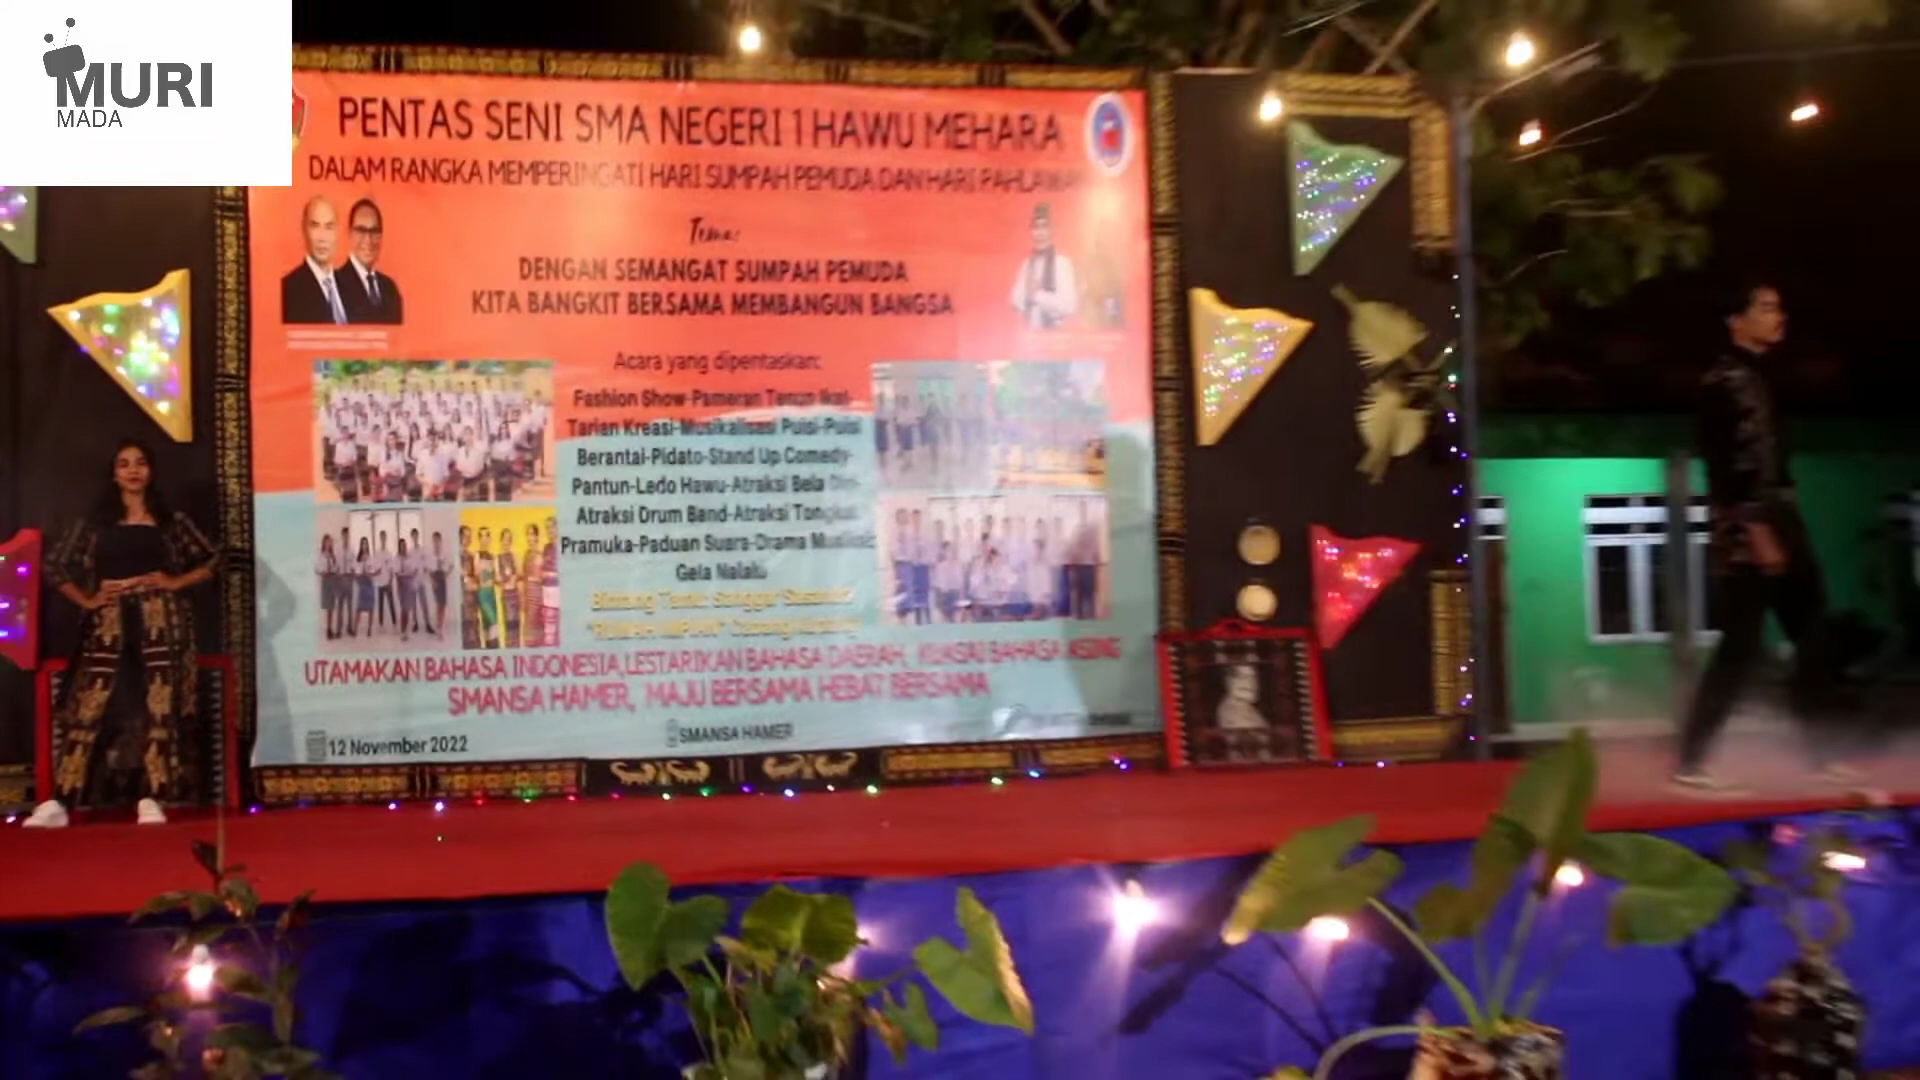 MURI
MADA
PENTAS SENI SMA NEGERI 1 HAWU MEHARA
DALAM RANGKA MEMPERINGATI HARI SUMPAH PEMUDA DAN HARI PAHLAWAN
Tema:
DENGAN SEMANGAT SUMPAH PEMUDA
KITA BANGKIT BERSAMA MEMBANGUN BANGSA
Acara yang dipentaskan:
Fashion Show-Pameran Tenun Ikat-
Tarian Kreasi-Musikalisasi Puisi-Puisi
Berantai-Pidato-Stand Up Comedy-
Pantun-Ledo Hawu-Atraksi Bela Diri-
Atraksi Drum Band-Atraksi Tongkat
Pramuka-Paduan Suara-Drama Musikal:
Gela Nalalu
Bintang Tamu: Sanggar
UTAMAKAN BAHASA INDONESIA,LESTARIKAN BAHASA DAERAH, KUASAI BAHASA ASING
SMANSA HAMER, MAJU BERSAMA HEBAT BERSAMA
12 November 2022
SMANSA HAMER